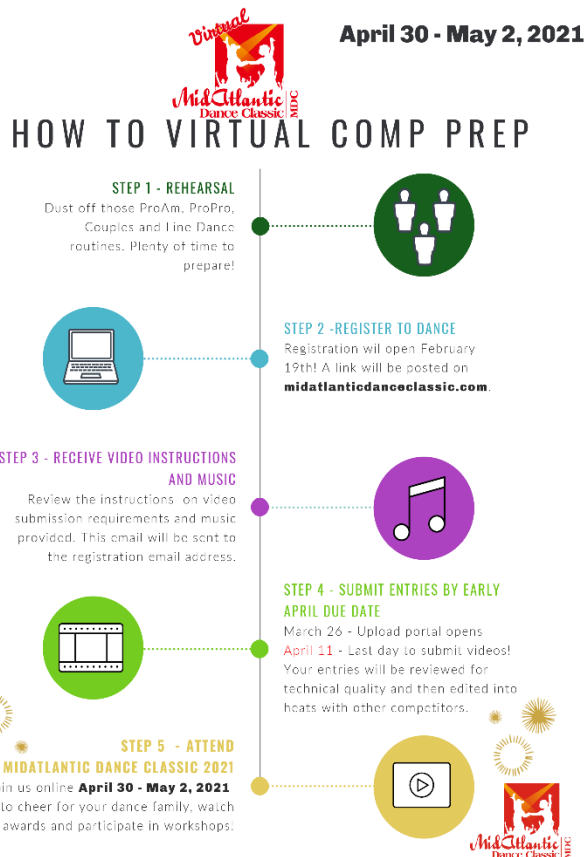 Virtual
April 30 - May 2, 2021
MidAtlantic
Dance Classic
MDC
HOW TO VIRTUAL COMP PREP
STEP 1 - REHEARSAL
Dust off those ProAm, ProPro,
Couples and Line Dance
routines. Plenty of time to
prepare!
STEP 2 -REGISTER TO DANCE
Registration wil open February
19th! A link will be posted on
midatlanticdanceclassic.com.
STEP 3 - RECEIVE VIDEO INSTRUCTIONS
AND MUSIC
Review the instructions on video
submission requirements and music
provided. This email will be sent to
the registration email address.
STEP 4 - SUBMIT ENTRIES BY EARLY
APRIL DUE DATE
March 26 - Upload portal opens
April 11 - Last day to submit videos!
Your entries will be reviewed for
technical quality and then edited into
heats with other competitors.
STEP 5 - ATTEND
MIDATLANTIC DANCE CLASSIC 2021
in us online April 30 - May 2, 2021
to cheer for your dance family, watch
awards and participate in workshops!
MidAtlantic
Dance Classic
MDC